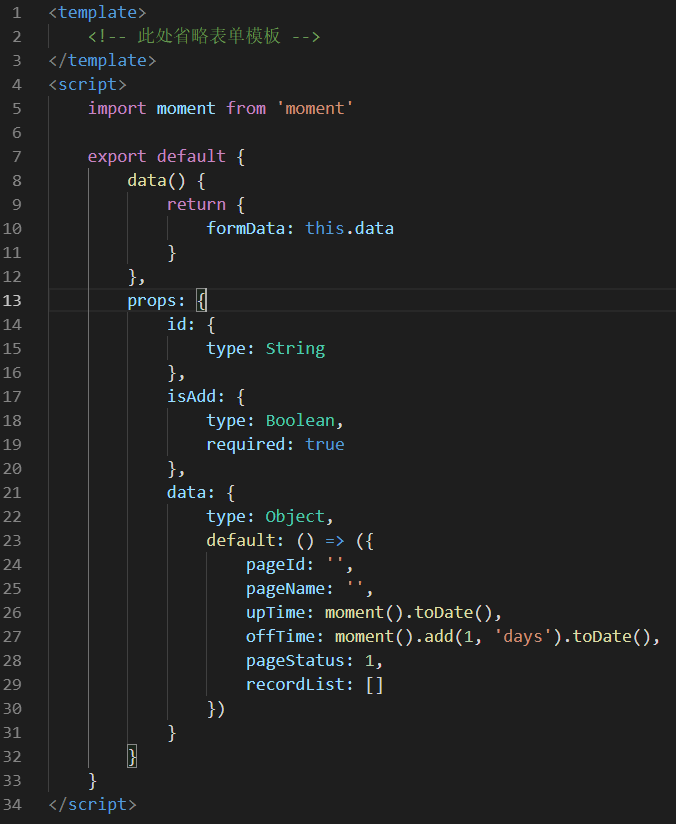 1 <template>
2     <!-- 此处省略表单模板 -->
3 </template>
4 <script>
5     import moment from 'moment'
6
7     export default {
8         data() {
9             return {
10                 formData: this.data
11             }
12         },
13         props: {
14             id: {
15                 type: String
16             },
17             isAdd: {
18                 type: Boolean,
19                 required: true
20             },
21             data: {
22                 type: Object,
23                 default: () => ({
24                     pageId: '',
25                     pageName: '',
26                     upTime: moment().toDate(),
27                     offTime: moment().add(1, 'days').toDate(),
28                     pageStatus: 1,
29                     recordList: []
30                 })
31             }
32         }
33     }
34 </script>